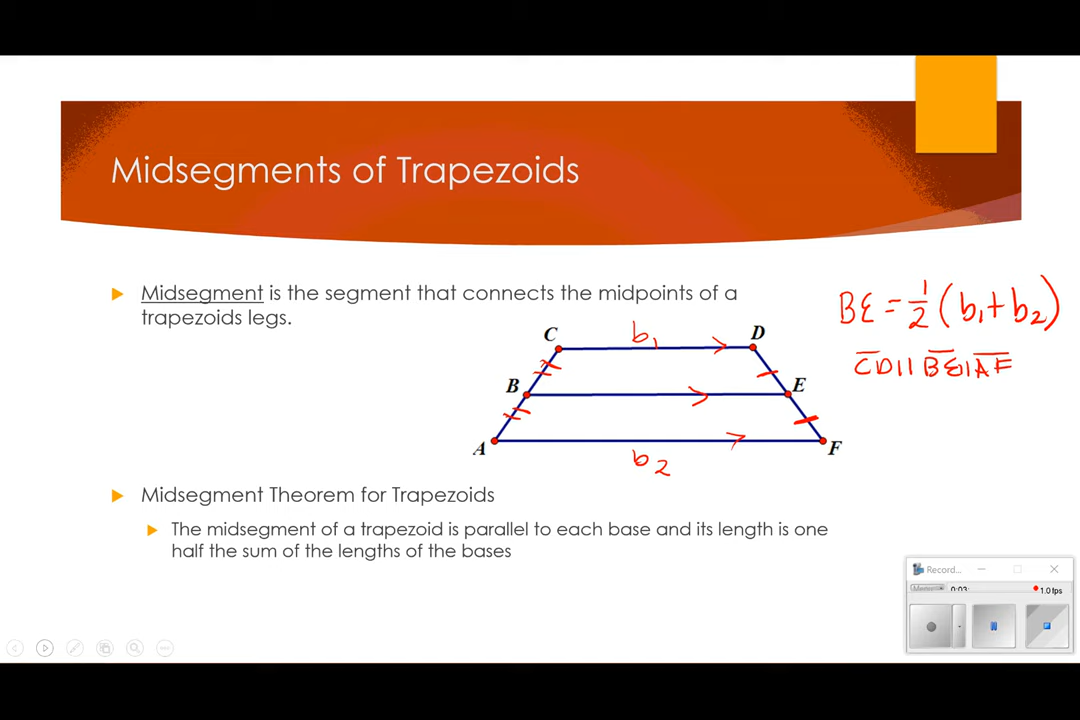 Midsegments of Trapezoids
Midsegment is the segment that connects the midpoints of a
trapezoids legs.
BE = 1/2 (b₁ + b₂)
CD || BE || AF
C
b₁
D
B
E
A
F
b₂
Midsegment Theorem for Trapezoids
The midsegment of a trapezoid is parallel to each base and its length is one
half the sum of the lengths of the bases
Record...
0:03:
1.0 fps